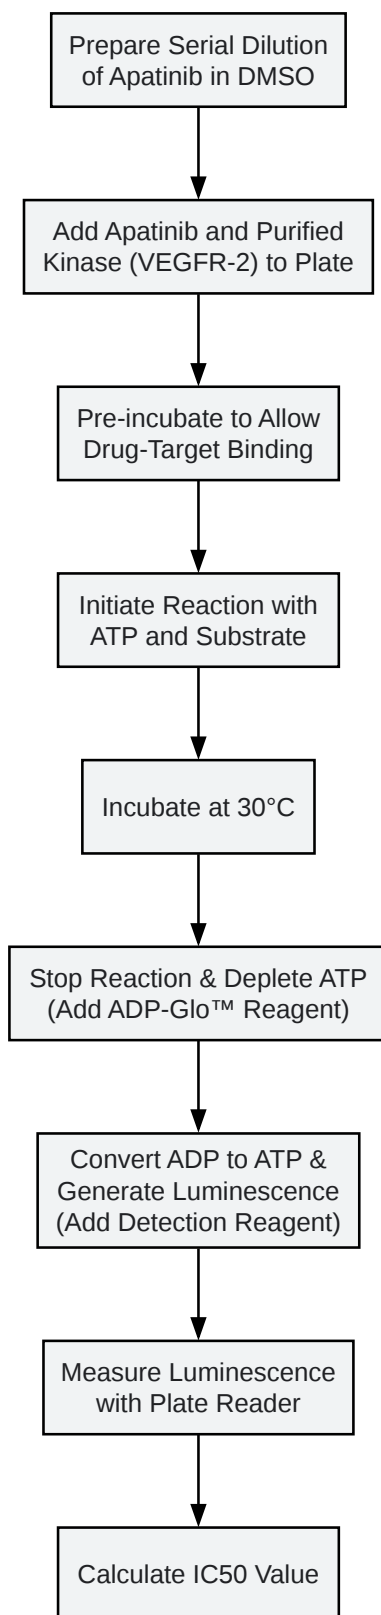 Prepare Serial Dilution
of Apatinib in DMSO
Add Apatinib and Purified
Kinase (VEGFR-2) to Plate
Pre-incubate to Allow
Drug-Target Binding
Initiate Reaction with
ATP and Substrate
Incubate at 30°C
Stop Reaction & Deplete ATP
(Add ADP-Glo™ Reagent)
Convert ADP to ATP &
Generate Luminescence
(Add Detection Reagent)
Measure Luminescence
with Plate Reader
Calculate IC50 Value